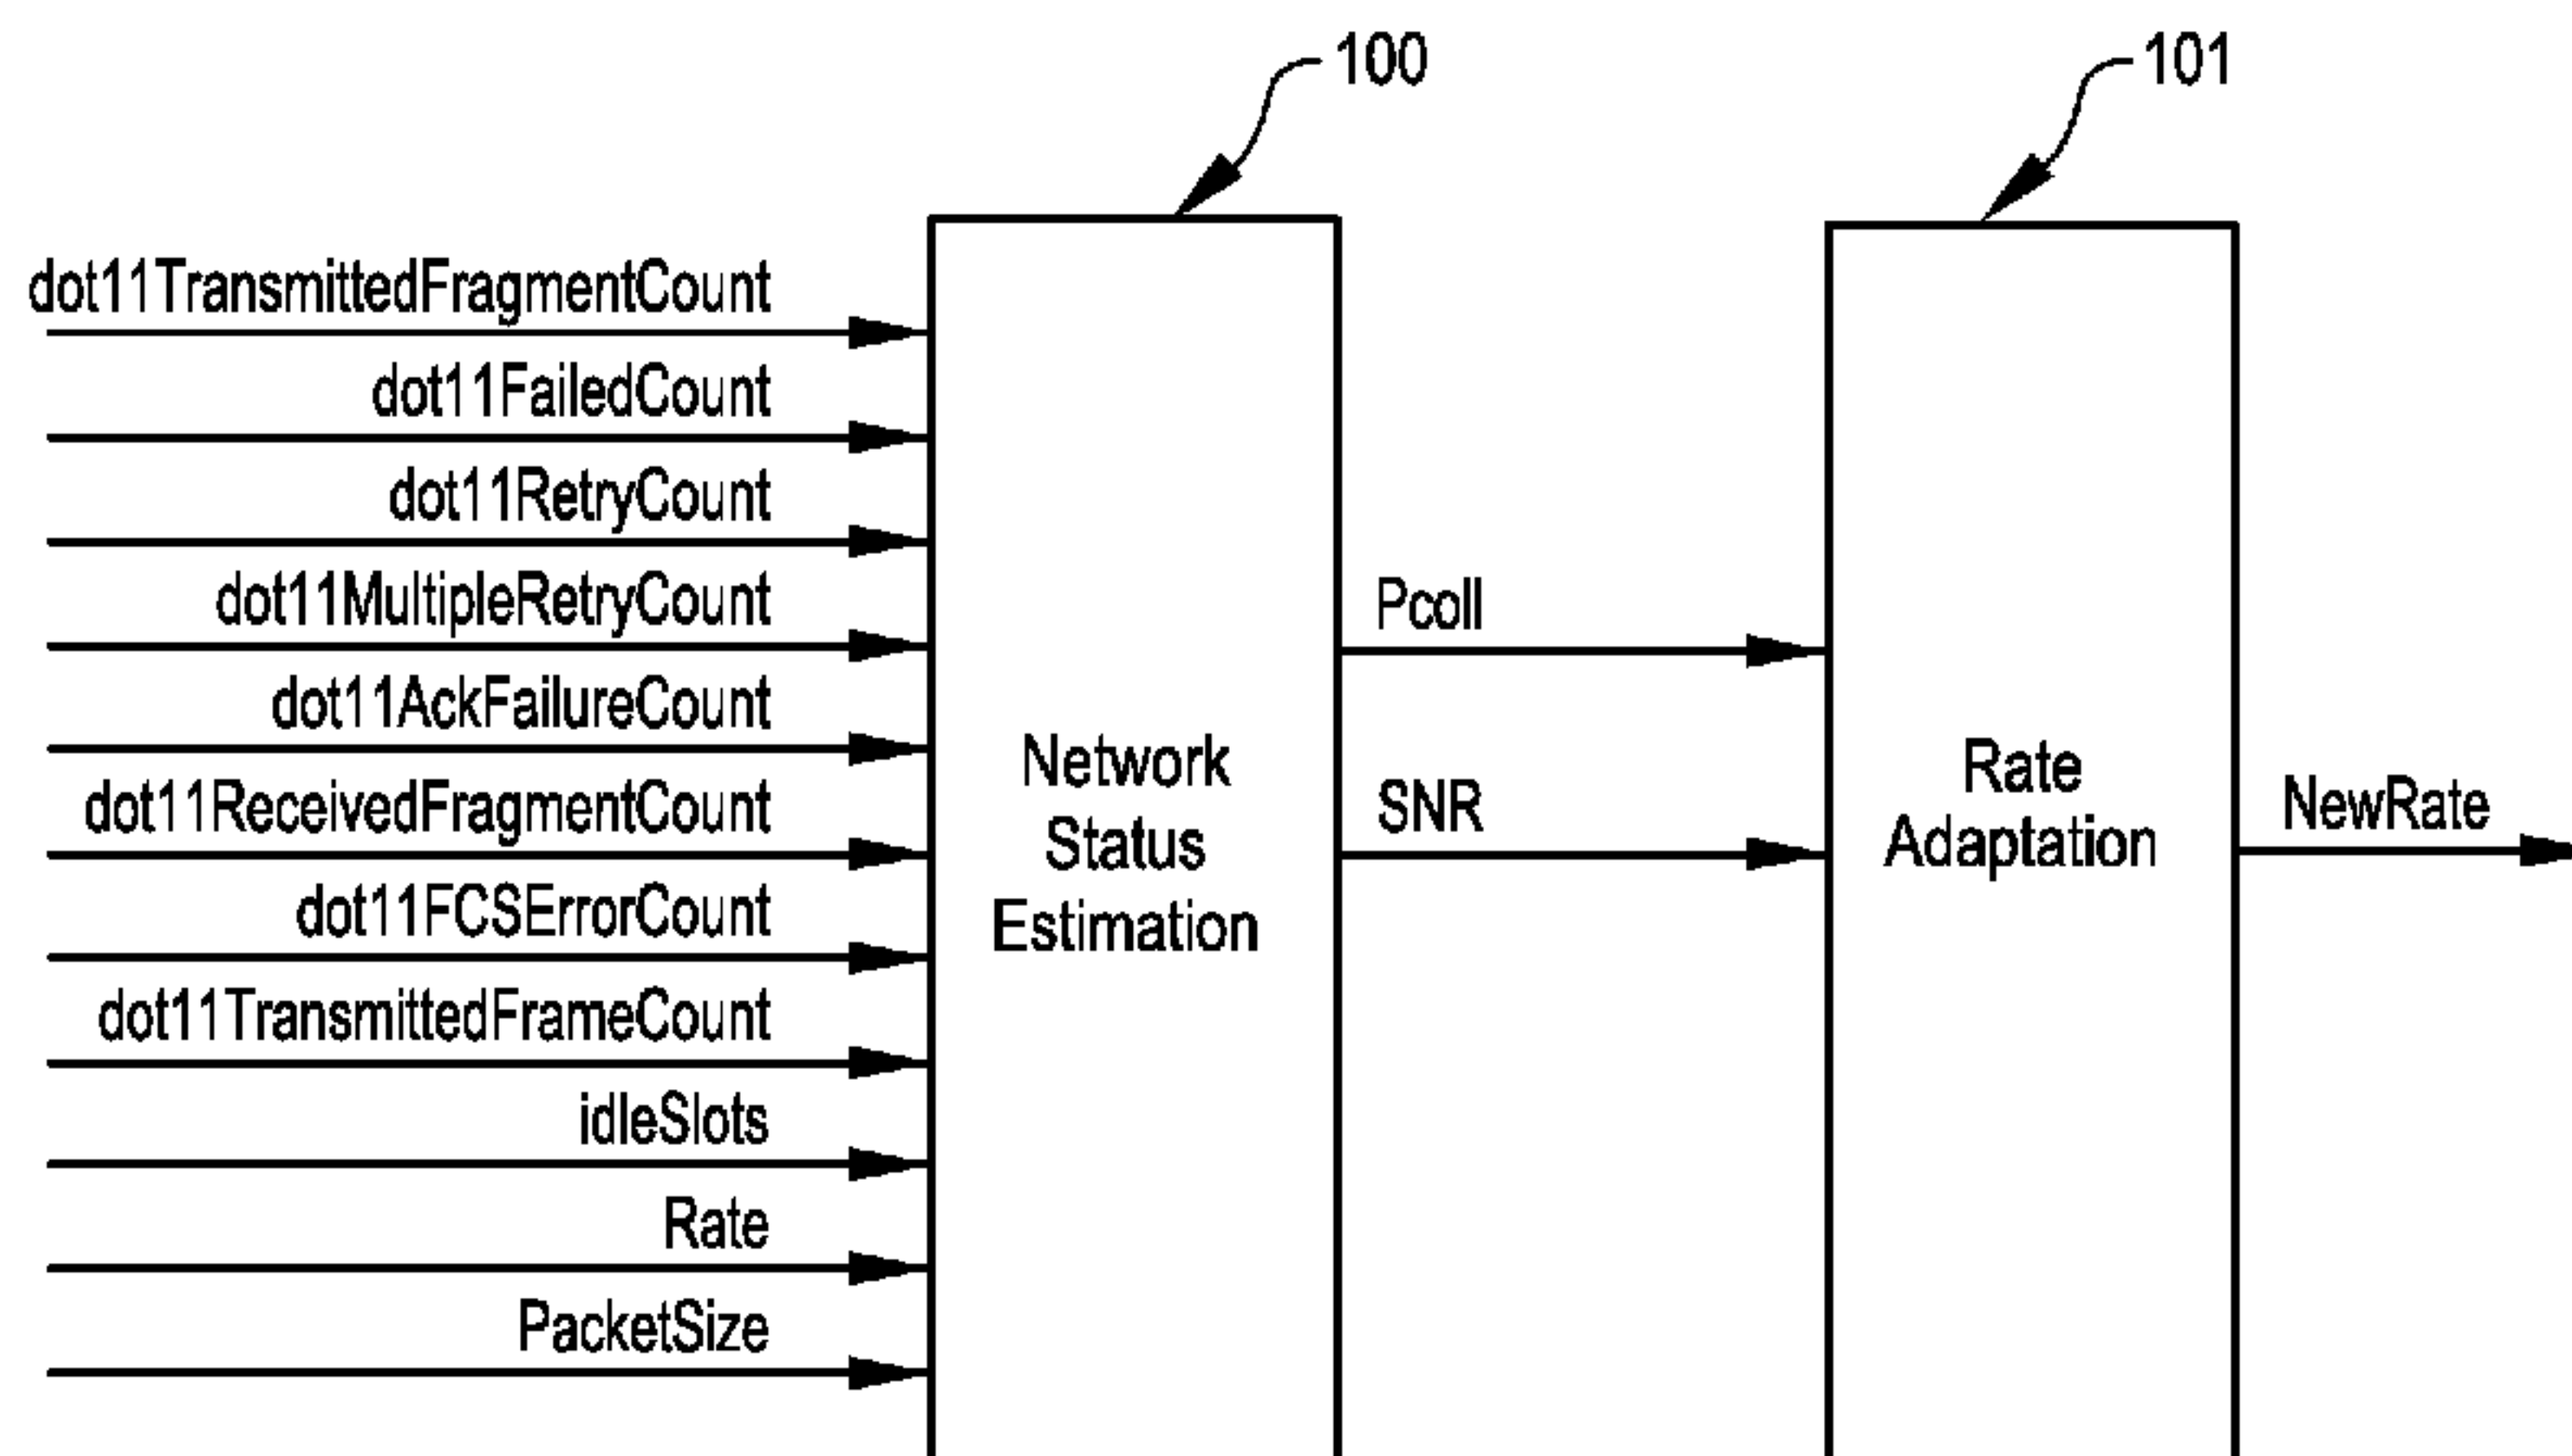 100
101
dot11TransmittedFragmentCount
dot11FailedCount
dot11RetryCount
dot11MultipleRetryCount
dot11AckFailureCount
dot11ReceivedFragmentCount
dot11FCSErrorCount
dot11TransmittedFrameCount
idleSlots
Rate
PacketSize
Network
Status
Estimation
Pcoll
SNR
Rate
Adaptation
NewRate